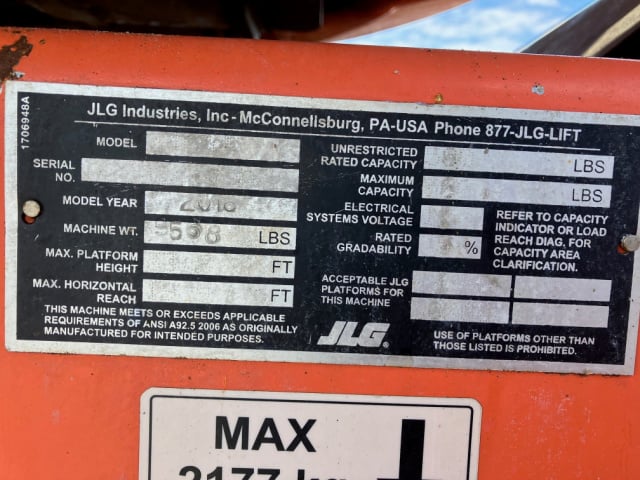 1706948A
JLG Industries, Inc - McConnellsburg, PA-USA Phone 877-JLG-LIFT
MODEL
SERIAL
NO.
MODEL YEAR
MACHINE WT. LBS
MAX. PLATFORM
HEIGHT FT
MAX. HORIZONTAL
REACH FT
THIS MACHINE MEETS OR EXCEEDS APPLICABLE
REQUIREMENTS OF ANSI A92.5 2006 AS ORIGINALLY
MANUFACTURED FOR INTENDED PURPOSES.
UNRESTRICTED
RATED CAPACITY LBS
MAXIMUM
CAPACITY LBS
ELECTRICAL
SYSTEMS VOLTAGE
RATED
GRADABILITY %
REFER TO CAPACITY
INDICATOR OR LOAD
REACH DIAG. FOR
CAPACITY AREA
CLARIFICATION.
ACCEPTABLE JLG
PLATFORMS FOR
THIS MACHINE
JLG
USE OF PLATFORMS OTHER THAN
THOSE LISTED IS PROHIBITED.
MAX
2177 kg